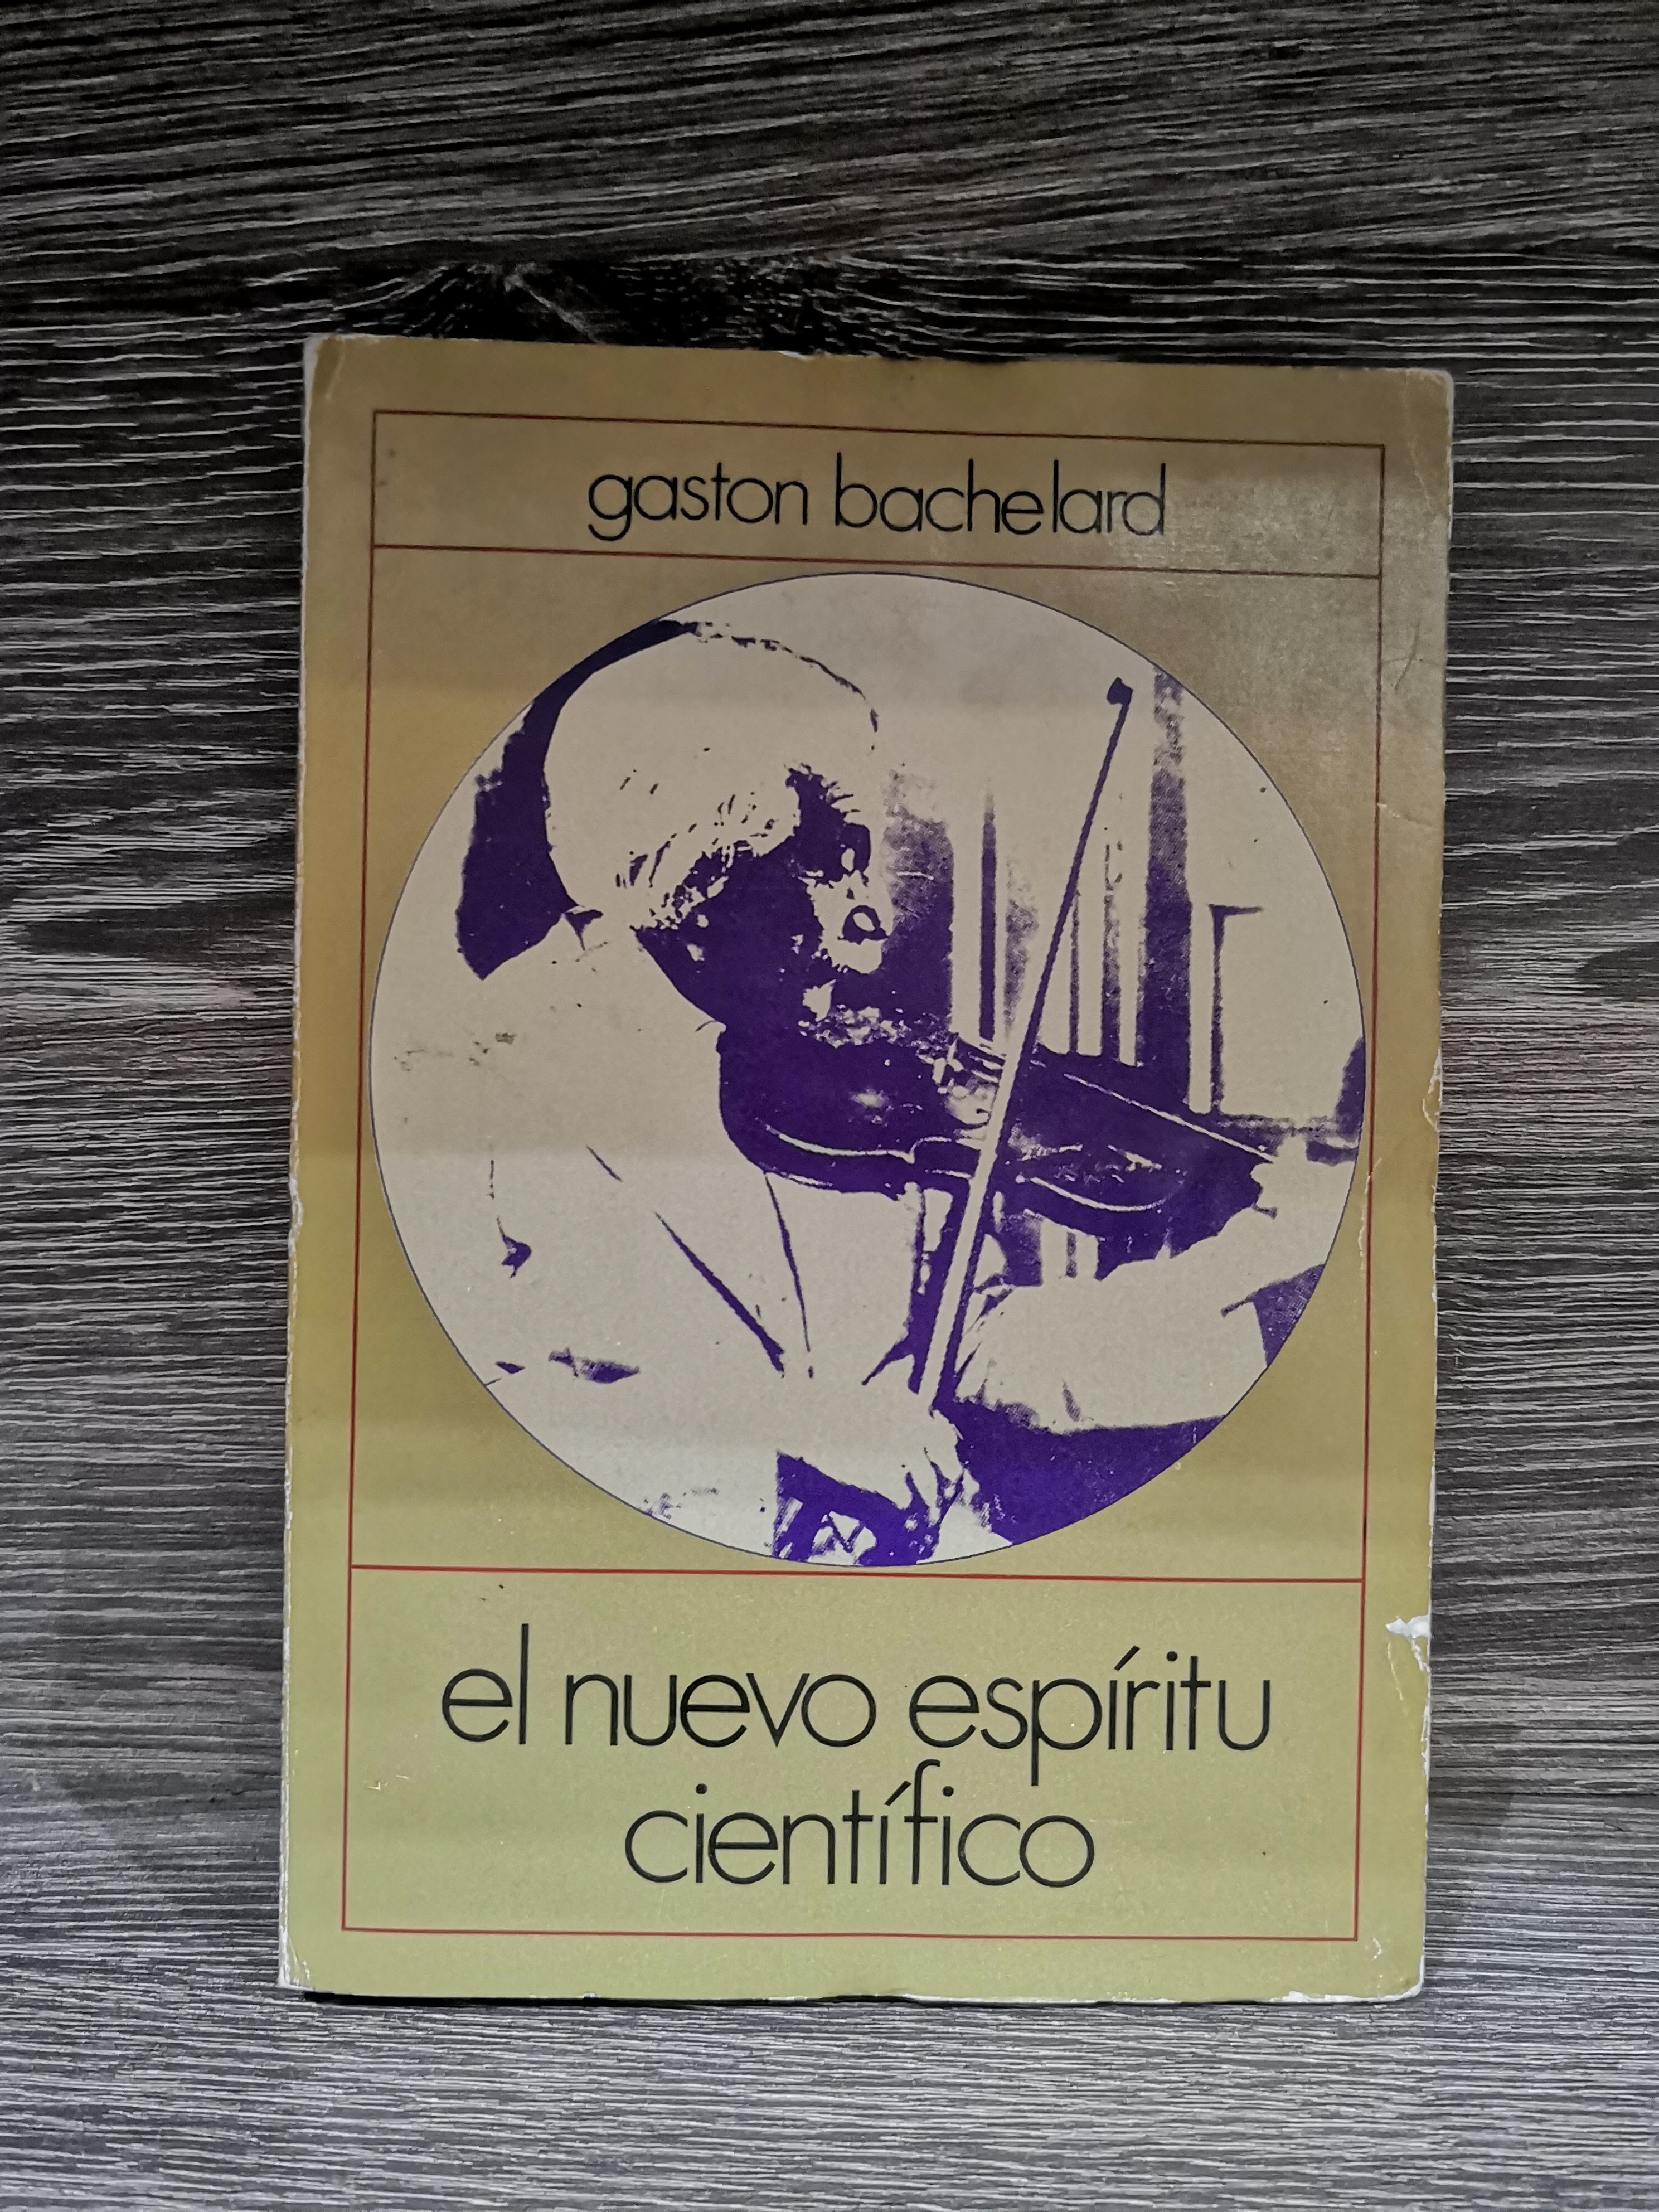 gaston bachelard
el nuevo espíritu
científico